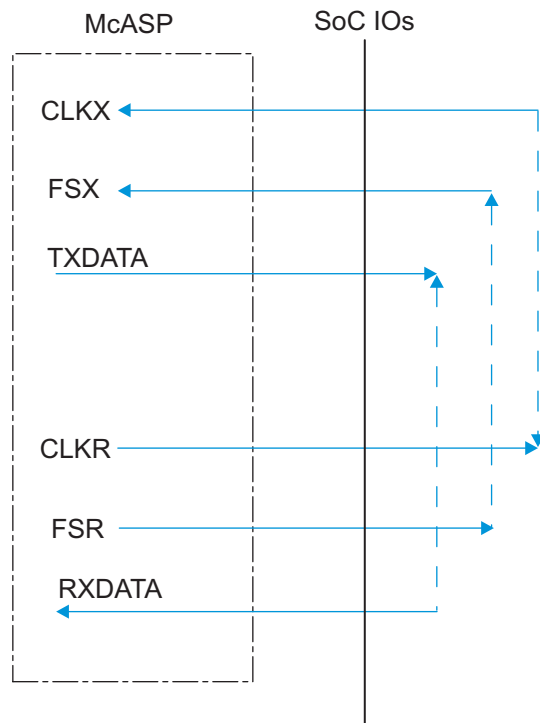 McASP
SoC IOs
CLKX
FSX
TXDATA
CLKR
FSR
RXDATA